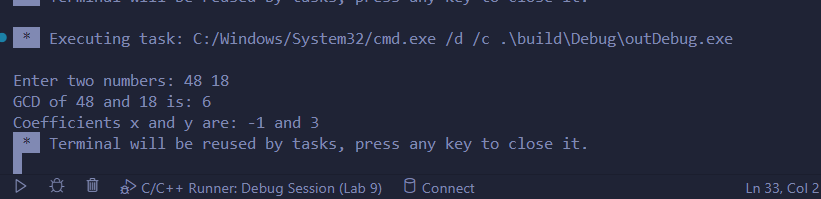 Terminal will be reused by tasks, press any key to close it.
* Executing task: C:/Windows/System32/cmd.exe /d /c .\build\Debug\outDebug.exe
Enter two numbers: 48 18
GCD of 48 and 18 is: 6
Coefficients x and y are: -1 and 3
* Terminal will be reused by tasks, press any key to close it.
C/C++ Runner: Debug Session (Lab 9) Connect Ln 33, Col 2